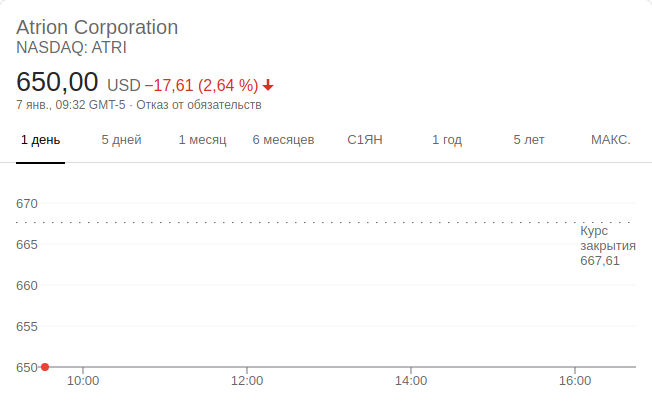 Atrion Corporation
NASDAQ: ATRI
650,00 USD −17,61 (2,64 %)
7 янв., 09:32 GMT-5 · Отказ от обязательств
1 день 5 дней 1 месяц 6 месяцев С1ЯН 1 год 5 лет МАКС.
670
Курс
закрытия
667,61
665
660
655
650
10:00 12:00 14:00 16:00